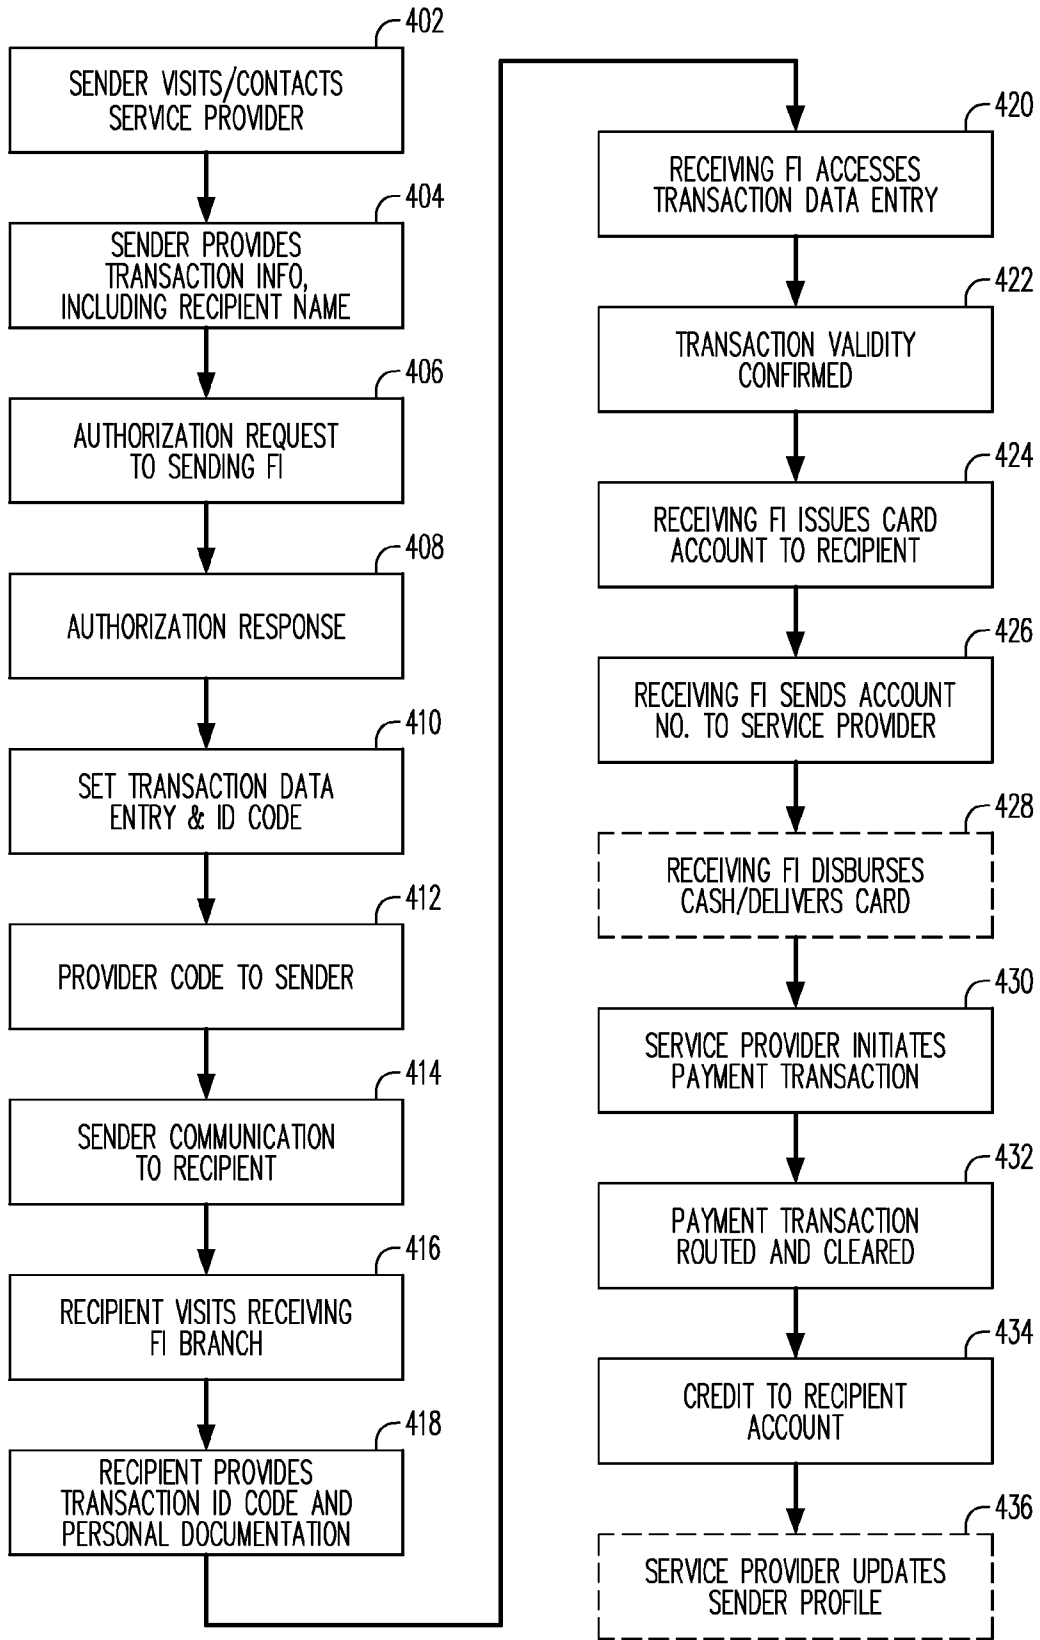 402
SENDER VISITS/CONTACTS
SERVICE PROVIDER
404
SENDER PROVIDES
TRANSACTION INFO,
INCLUDING RECIPIENT NAME
406
AUTHORIZATION REQUEST
TO SENDING FI
408
AUTHORIZATION RESPONSE
410
SET TRANSACTION DATA
ENTRY & ID CODE
412
PROVIDER CODE TO SENDER
414
SENDER COMMUNICATION
TO RECIPIENT
416
RECIPIENT VISITS RECEIVING
FI BRANCH
418
RECIPIENT PROVIDES
TRANSACTION ID CODE AND
PERSONAL DOCUMENTATION
420
RECEIVING FI ACCESSES
TRANSACTION DATA ENTRY
422
TRANSACTION VALIDITY
CONFIRMED
424
RECEIVING FI ISSUES CARD
ACCOUNT TO RECIPIENT
426
RECEIVING FI SENDS ACCOUNT
NO. TO SERVICE PROVIDER
428
RECEIVING FI DISBURSES
CASH/DELIVERS CARD
430
SERVICE PROVIDER INITIATES
PAYMENT TRANSACTION
432
PAYMENT TRANSACTION
ROUTED AND CLEARED
434
CREDIT TO RECIPIENT
ACCOUNT
436
SERVICE PROVIDER UPDATES
SENDER PROFILE